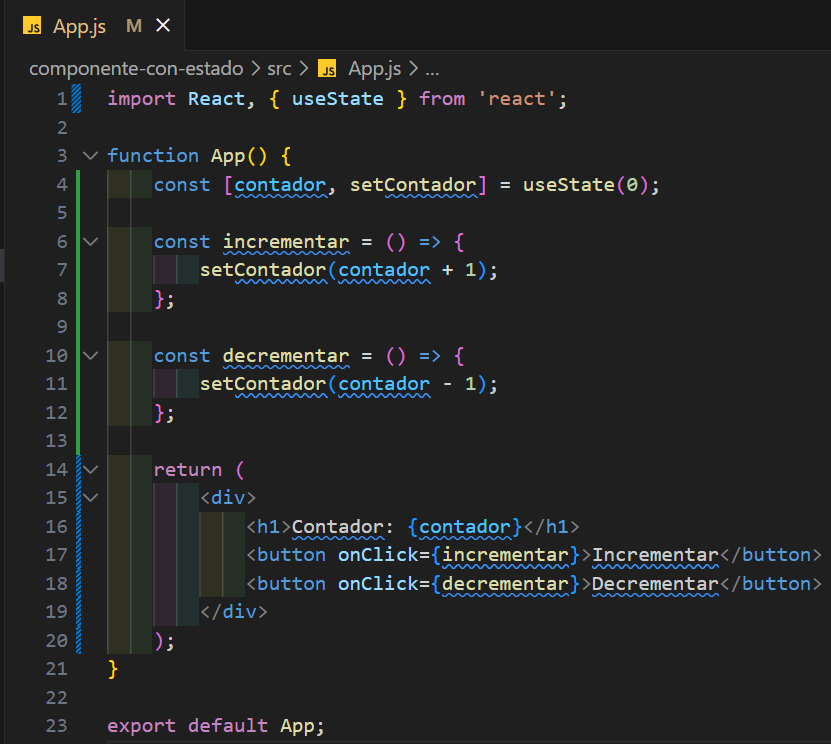 JS App.js M ×
componente-con-estado > src > JS App.js > ...
1 import React, { useState } from 'react';
2
3 function App() {
4 const [contador, setContador] = useState(0);
5
6 const incrementar = () => {
7 setContador(contador + 1);
8 };
9
10 const decrementar = () => {
11 setContador(contador - 1);
12 };
13
14 return (
15 <div>
16 <h1>Contador: {contador}</h1>
17 <button onClick={incrementar}>Incrementar</button>
18 <button onClick={decrementar}>Decrementar</button>
19 </div>
20 );
21 }
22
23 export default App;